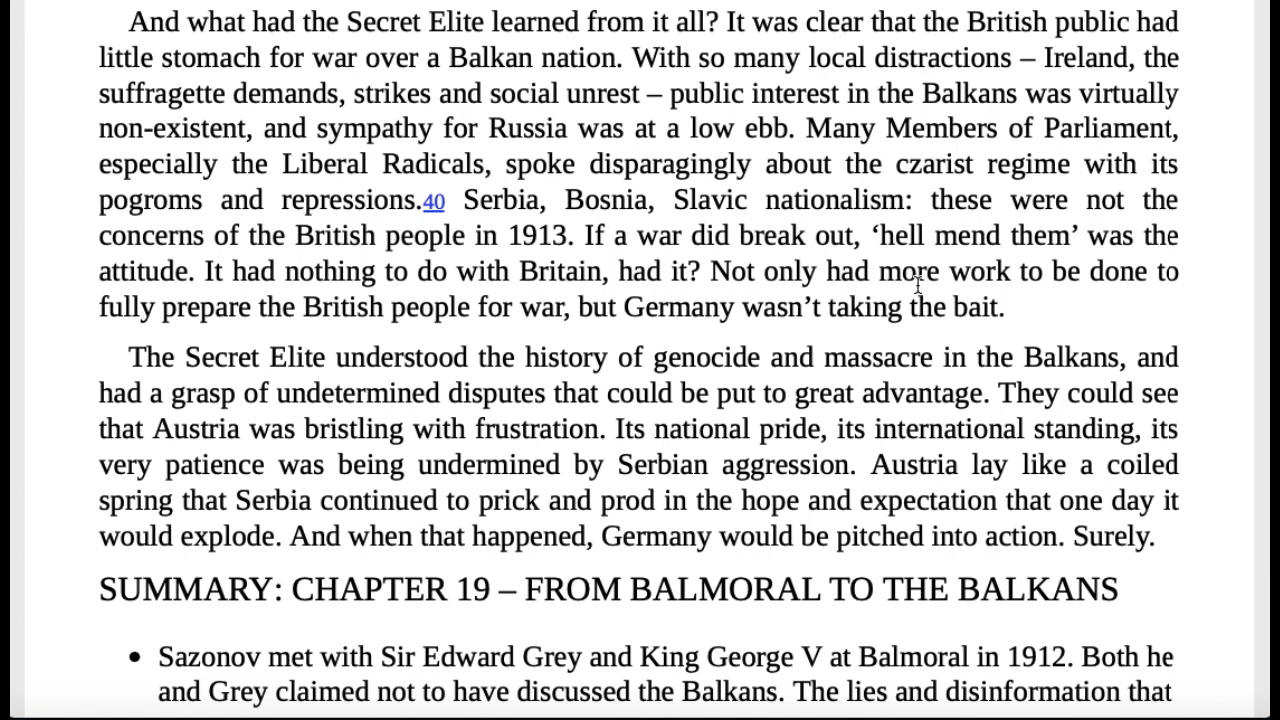 And what had the Secret Elite learned from it all? It was clear that the British public had
little stomach for war over a Balkan nation. With so many local distractions – Ireland, the
suffragette demands, strikes and social unrest – public interest in the Balkans was virtually
non-existent, and sympathy for Russia was at a low ebb. Many Members of Parliament,
especially the Liberal Radicals, spoke disparagingly about the czarist regime with its
pogroms and repressions.40 Serbia, Bosnia, Slavic nationalism: these were not the
concerns of the British people in 1913. If a war did break out, ‘hell mend them’ was the
attitude. It had nothing to do with Britain, had it? Not only had more work to be done to
fully prepare the British people for war, but Germany wasn’t taking the bait.
The Secret Elite understood the history of genocide and massacre in the Balkans, and
had a grasp of undetermined disputes that could be put to great advantage. They could see
that Austria was bristling with frustration. Its national pride, its international standing, its
very patience was being undermined by Serbian aggression. Austria lay like a coiled
spring that Serbia continued to prick and prod in the hope and expectation that one day it
would explode. And when that happened, Germany would be pitched into action. Surely.
SUMMARY: CHAPTER 19 – FROM BALMORAL TO THE BALKANS
• Sazonov met with Sir Edward Grey and King George V at Balmoral in 1912. Both he
and Grey claimed not to have discussed the Balkans. The lies and disinformation that